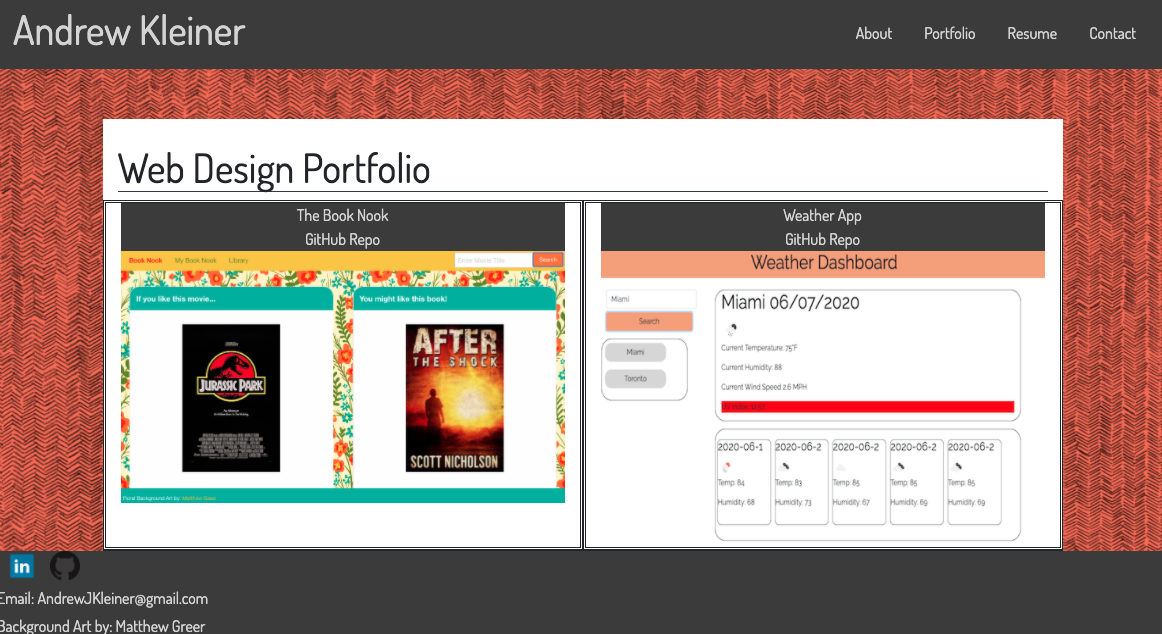 Andrew Kleiner
About Portfolio Resume Contact
Web Design Portfolio
The Book Nook
GitHub Repo
Book Nook My Book Nook Library Enter Movie Title Search
If you like this movie...
You might like this book!
JURASSIC PARK
AFTER
THE SHOCK
SCOTT NICHOLSON
Floral Background Art by: Matthew Greer
Weather App
GitHub Repo
Weather Dashboard
Miami
Search
Miami
Toronto
Miami 06/07/2020
Current Temperature: 75°F
Current Humidity: 88
Current Wind Speed 2.6 MPH
2020-06-1 2020-06-2 2020-06-2 2020-06-2 2020-06-2
Temp: 84 Temp: 83 Temp: 85 Temp: 85 Temp: 85
Humidity: 68 Humidity: 73 Humidity: 67 Humidity: 69 Humidity: 69
in
Email: AndrewJKleiner@gmail.com
Background Art by: Matthew Greer